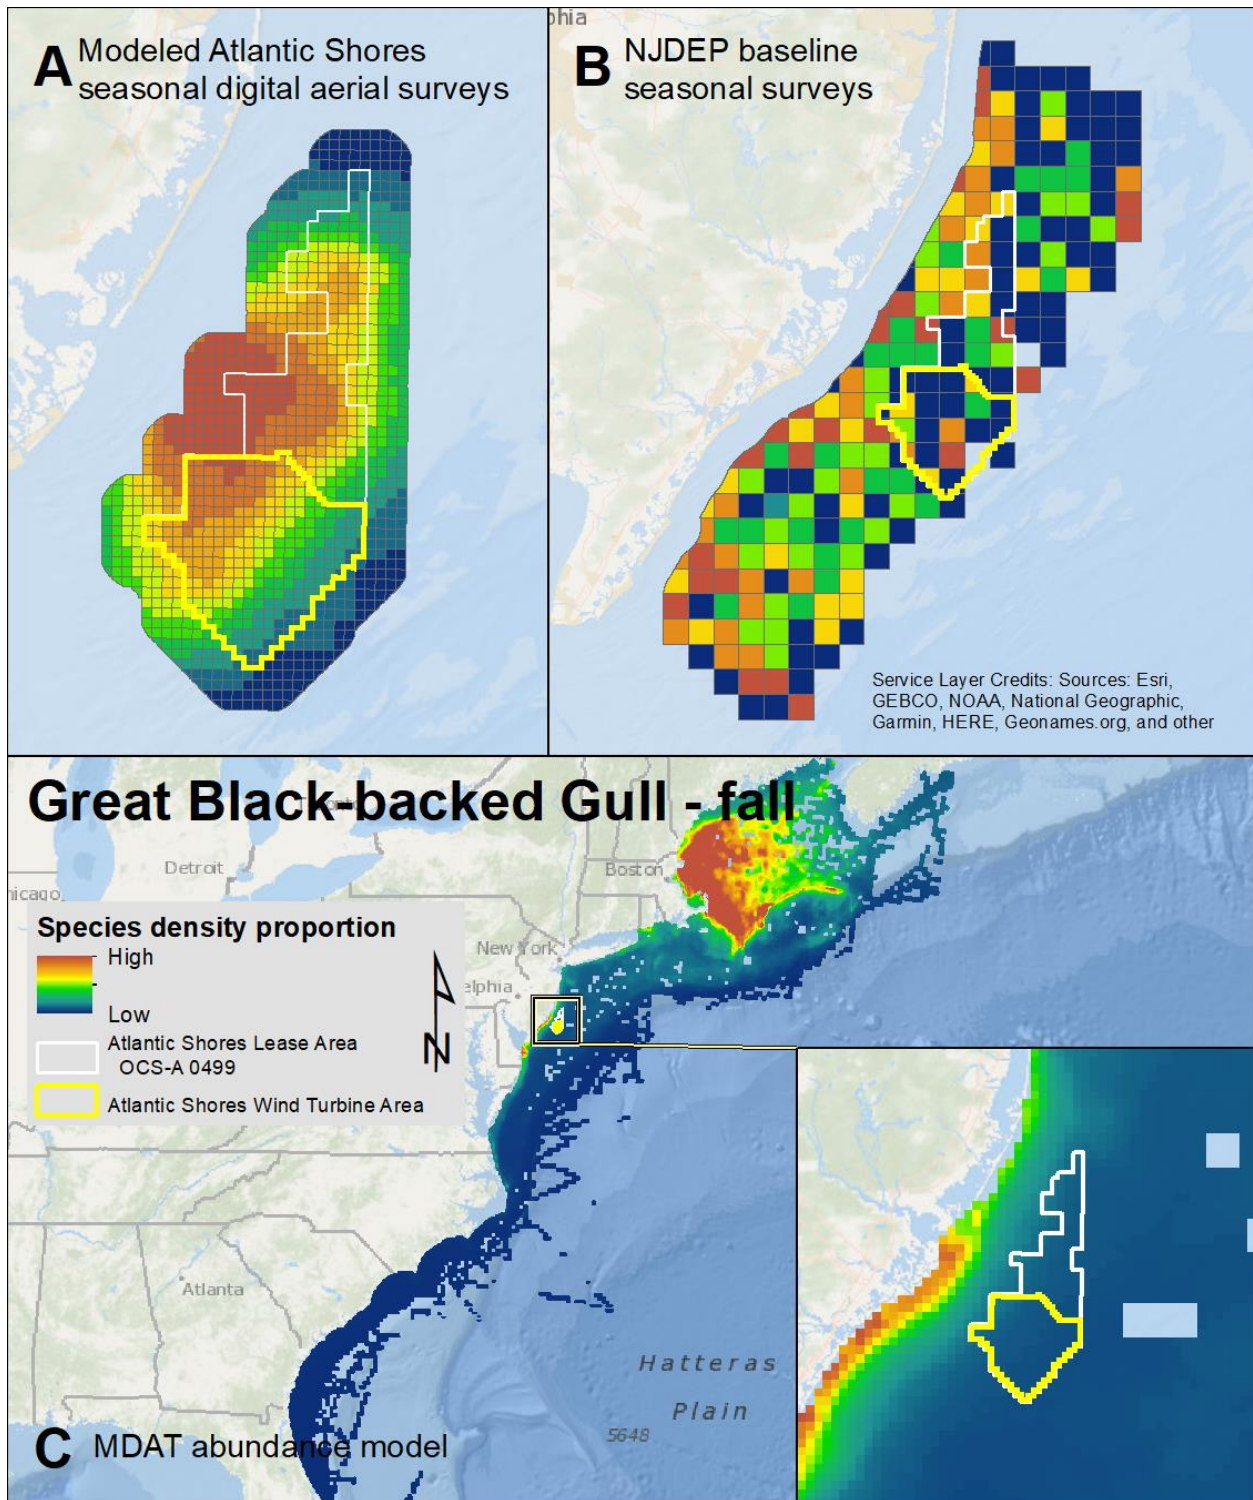 phia
A Modeled Atlantic Shores
seasonal digital aerial surveys
B NJDEP baseline
seasonal surveys
Service Layer Credits: Sources: Esri,
GEBCO, NOAA, National Geographic,
Garmin, HERE, Geonames.org, and other
Great Black-backed Gull - fall
Detroit
Boston
hicago
New York
elphia
Species density proportion
High
Low
Atlantic Shores Lease Area
OCS-A 0499
Atlantic Shores Wind Turbine Area
N
Atlanta
Hatteras
Plain
5648
C MDAT abundance model